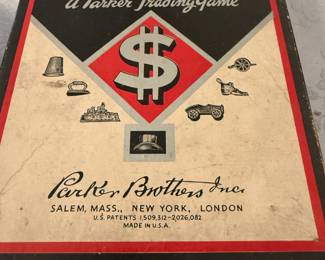 A Parker Trading Game
$
Parker Brothers Inc.
SALEM, MASS., NEW YORK, LONDON
U.S. PATENTS 1,509,312-2,026,082
MADE IN U.S.A.